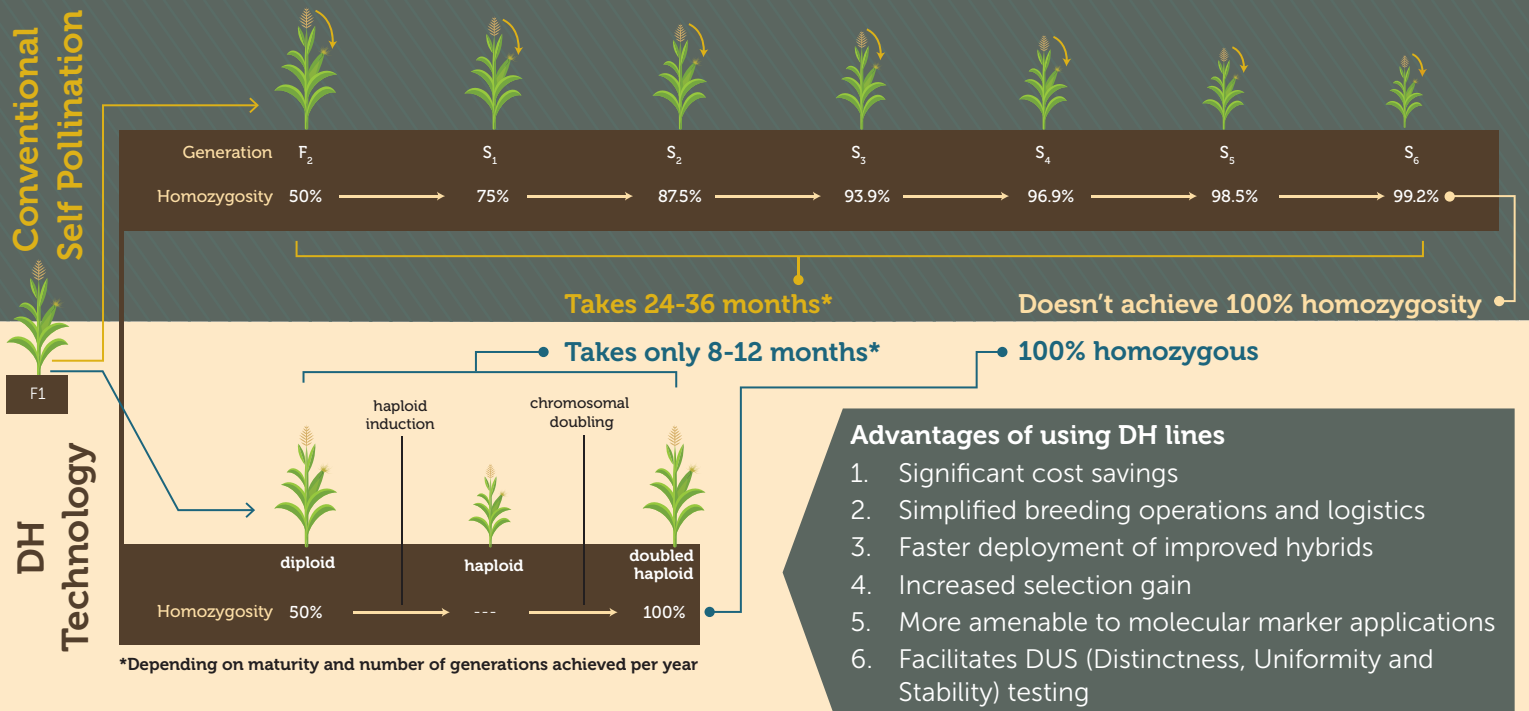 Conventional
Self Pollination
Generation F2 S1 S2 S3 S4 S5 S6
Homozygosity 50% 75% 87.5% 93.9% 96.9% 98.5% 99.2%
Takes 24-36 months*
Doesn’t achieve 100% homozygosity
F1
DH
Technology
Takes only 8-12 months*
100% homozygous
haploid
induction
chromosomal
doubling
diploid
haploid
doubled
haploid
Homozygosity 50% --- 100%
*Depending on maturity and number of generations achieved per year
Advantages of using DH lines
1. Significant cost savings
2. Simplified breeding operations and logistics
3. Faster deployment of improved hybrids
4. Increased selection gain
5. More amenable to molecular marker applications
6. Facilitates DUS (Distinctness, Uniformity and
Stability) testing